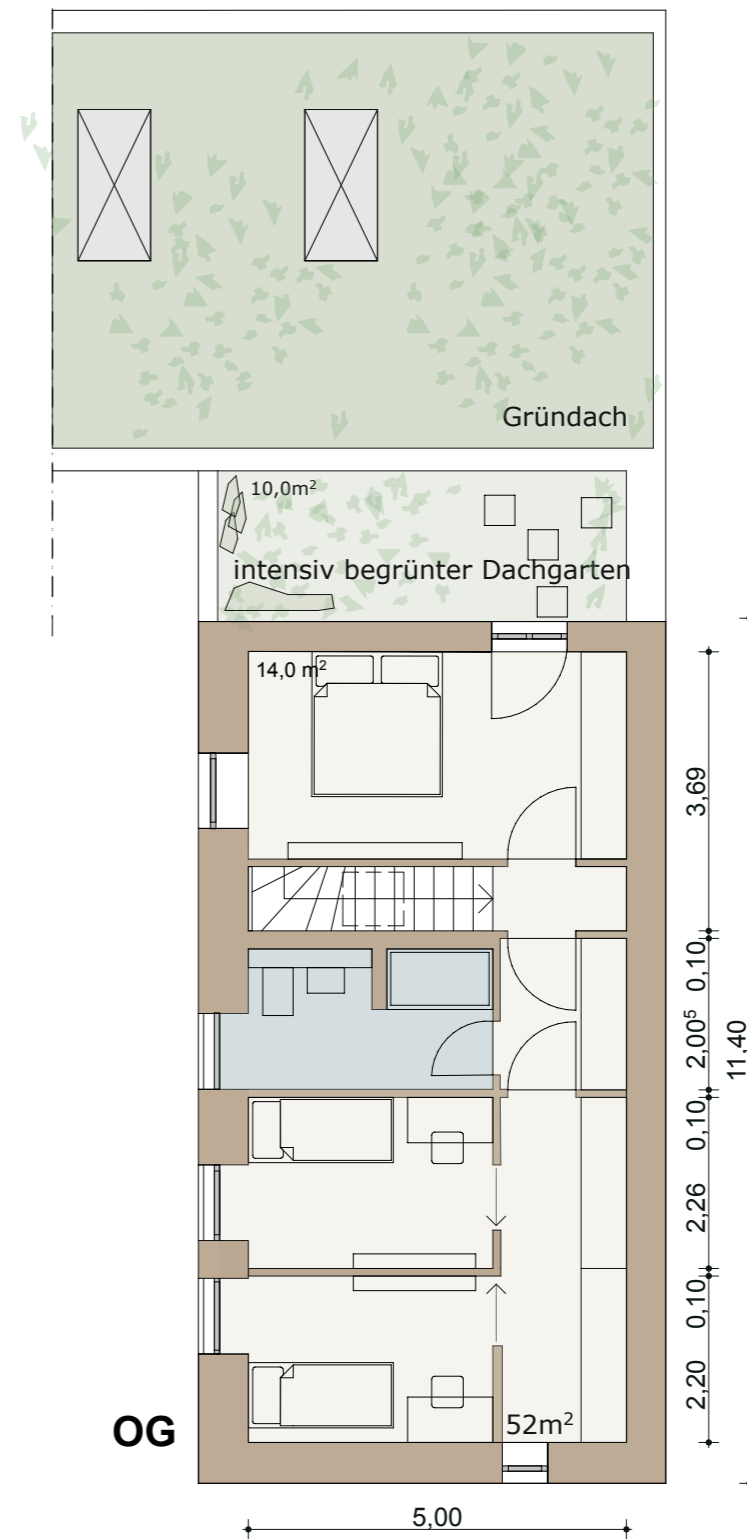 Gründach
10,0m²
intensiv begrünter Dachgarten
14,0 m²
3,69
0,10
2,00⁵
11,40
0,10
2,26
0,10
2,20
OG
52m²
5,00